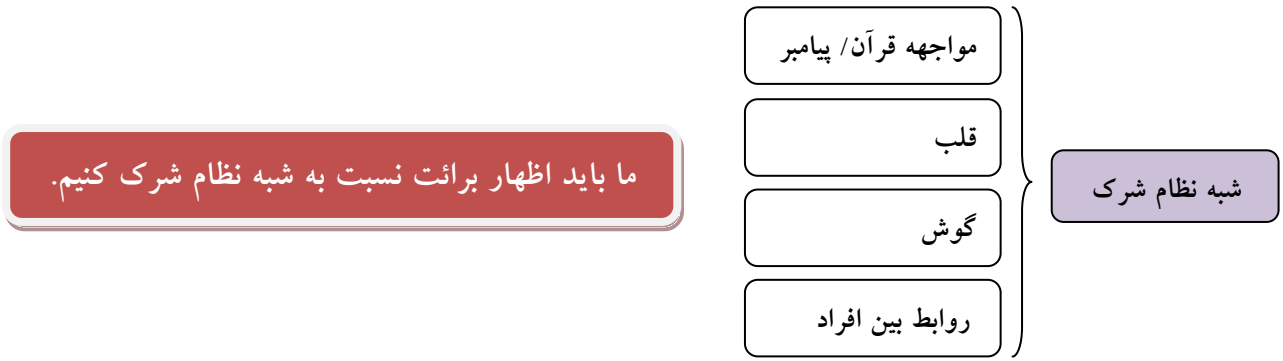 شبه نظام شرک
مواجهه قرآن/ پیامبر
قلب
گوش
روابط بین افراد
ما باید اظهار برائت نسبت به شبه نظام شرک کنیم.